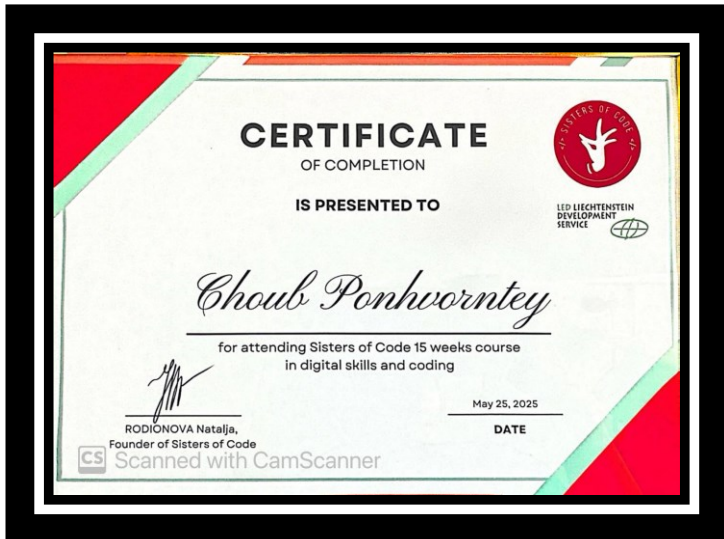 CERTIFICATE
OF COMPLETION
IS PRESENTED TO
</> SISTERS OF CODE </>
LED LIECHTENSTEIN
DEVELOPMENT
SERVICE
Choub Ponhvorntey
for attending Sisters of Code 15 weeks course
in digital skills and coding
RODIONOVA Natalja,
Founder of Sisters of Code
May 25, 2025
DATE
CS Scanned with CamScanner